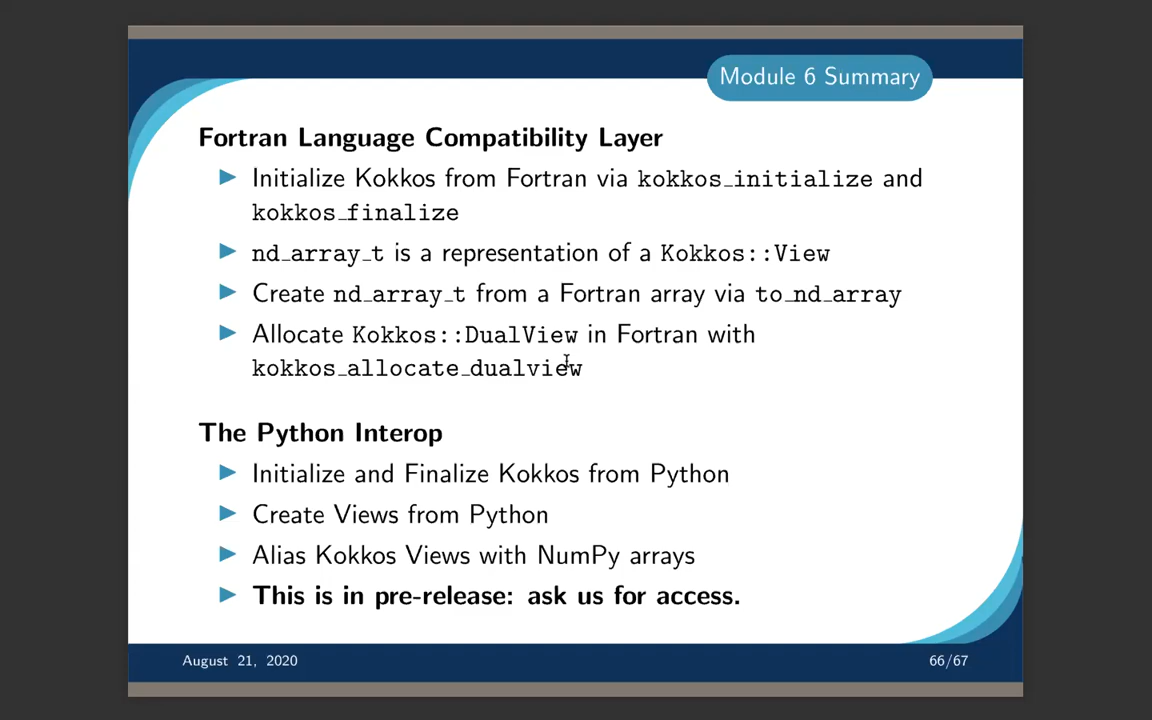 Module 6 Summary
Fortran Language Compatibility Layer
▶ Initialize Kokkos from Fortran via kokkos_initialize and
kokkos_finalize
▶ nd_array_t is a representation of a Kokkos::View
▶ Create nd_array_t from a Fortran array via to_nd_array
▶ Allocate Kokkos::DualView in Fortran with
kokkos_allocate_dualview
The Python Interop
▶ Initialize and Finalize Kokkos from Python
▶ Create Views from Python
▶ Alias Kokkos Views with NumPy arrays
▶ This is in pre-release: ask us for access.
August 21, 2020
66/67